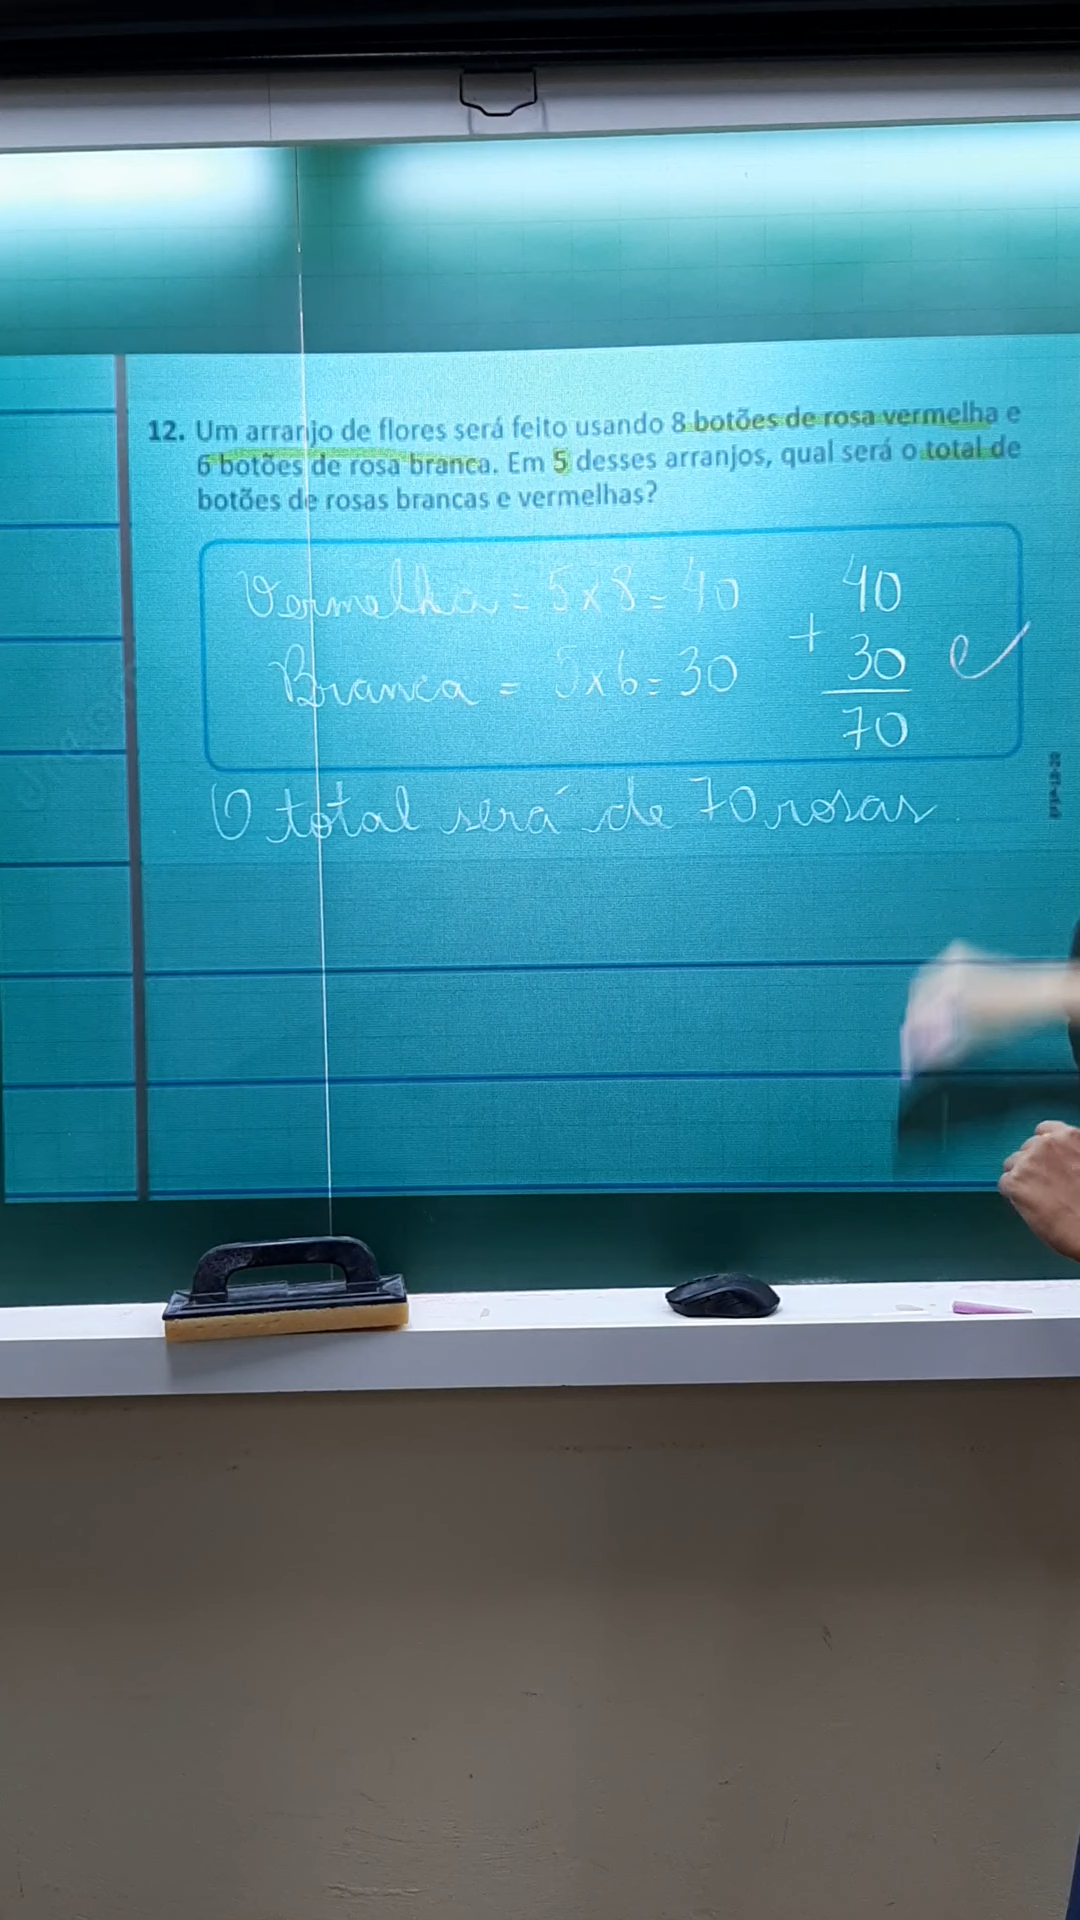 12. Um arranjo de flores será feito usando 8 botões de rosa vermelha e
6 botões de rosa branca. Em 5 desses arranjos, qual será o total de
botões de rosas brancas e vermelhas?
Vermelha = 5x8=40
Branca = 5x6=30
40
+ 30
70
O total será de 70 rosas.